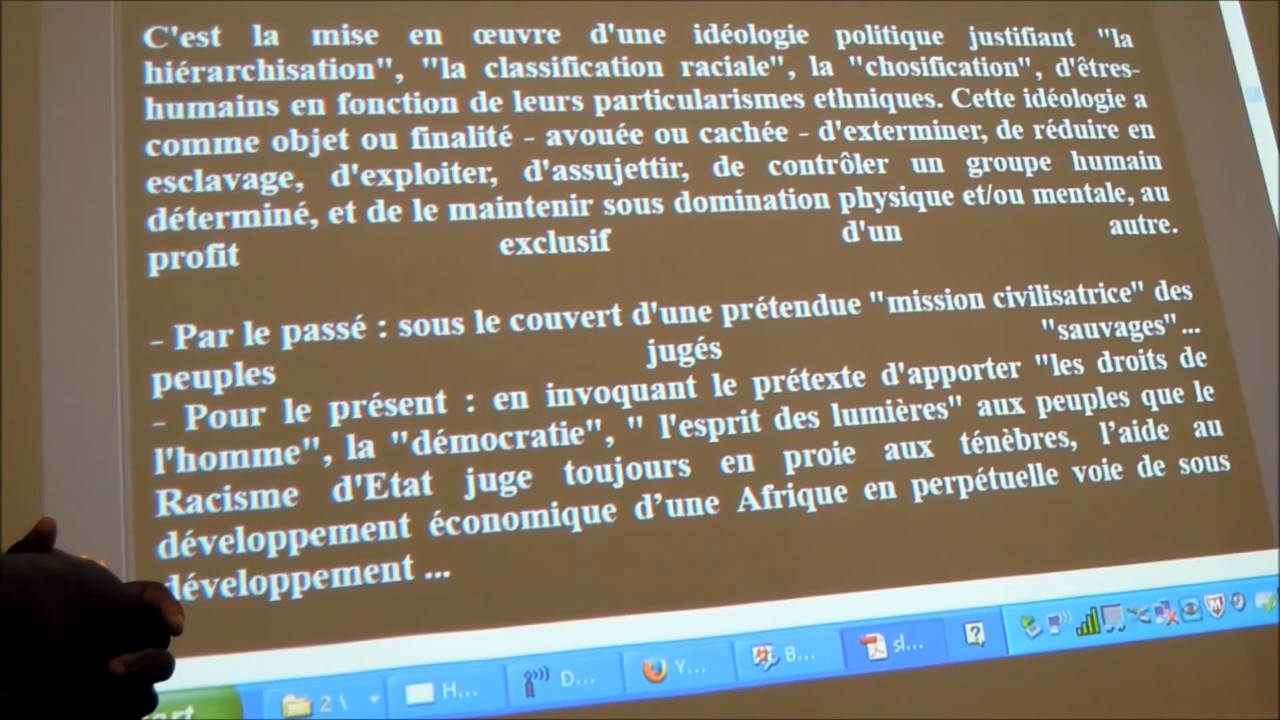 C'est la mise en œuvre d'une idéologie politique justifiant "la
hiérarchisation", "la classification raciale", la "chosification", d'êtres-
humains en fonction de leurs particularismes ethniques. Cette idéologie a
comme objet ou finalité - avouée ou cachée - d'exterminer, de réduire en
esclavage, d'exploiter, d'assujettir, de contrôler un groupe humain
déterminé, et de le maintenir sous domination physique et/ou mentale, au
profit exclusif d'un autre.
- Par le passé : sous le couvert d'une prétendue "mission civilisatrice" des
peuples jugés "sauvages"...
- Pour le présent : en invoquant le prétexte d'apporter "les droits de
l'homme", la "démocratie", " l'esprit des lumières" aux peuples que le
Racisme d'Etat juge toujours en proie aux ténèbres, l’aide au
développement économique d’une Afrique en perpétuelle voie de sous
développement ...
2 \ H... D... Y... B... sl... ?